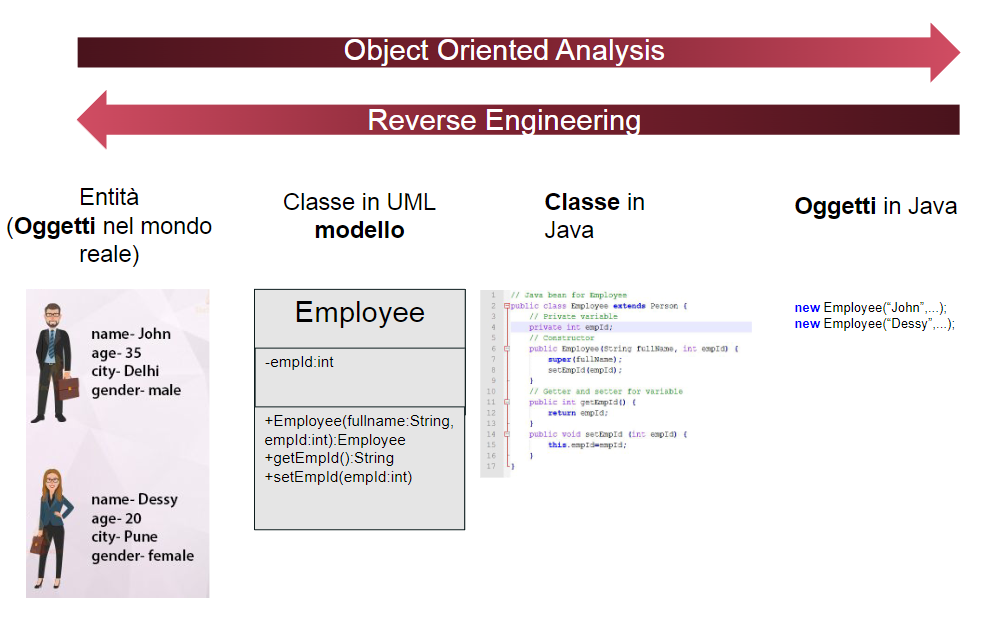 Object Oriented Analysis
Reverse Engineering
Entità
(Oggetti nel mondo
reale)
Classe in UML
modello
Classe in
Java
Oggetti in Java
name- John
age- 35
city- Delhi
gender- male
name- Dessy
age- 20
city- Pune
gender- female
Employee
-empId:int
+Employee(fullname:String,
empId:int):Employee
+getEmpId():String
+setEmpId(empId:int)
1 // Java bean for Employee
2 public class Employee extends Person {
3 // Private variable
4 private int empId;
5 // Constructor
6 public Employee(String fullName, int empId) {
7 super(fullName);
8 setEmpId(empId);
9 }
10 // Getter and setter for variable
11 public int getEmpId() {
12 return empId;
13 }
14 public void setEmpId (int empId) {
15 this.empId=empId;
16 }
17 }
new Employee(“John”,...);
new Employee(“Dessy”,...);